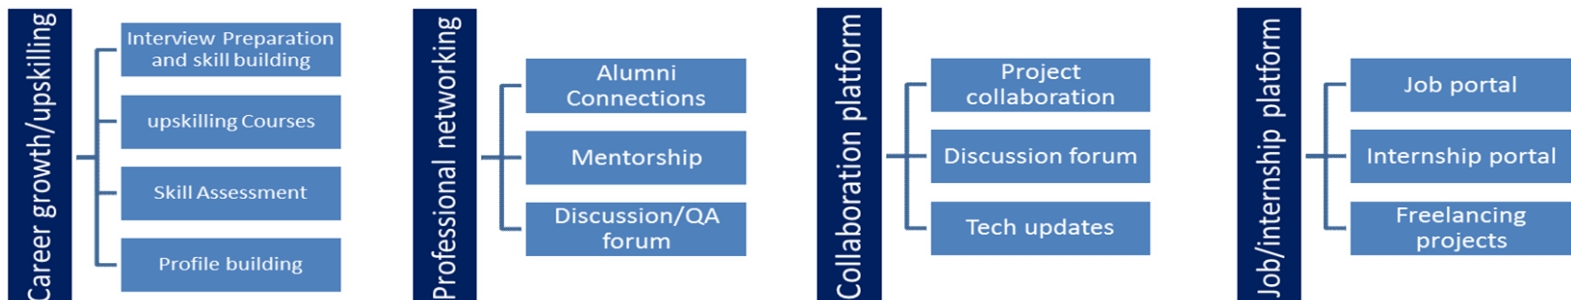 Career growth/upskilling
Interview Preparation
and skill building
upskilling Courses
Skill Assessment
Profile building
Professional networking
Alumni
Connections
Mentorship
Discussion/QA
forum
Collaboration platform
Project
collaboration
Discussion forum
Tech updates
Job/internship platform
Job portal
Internship portal
Freelancing
projects